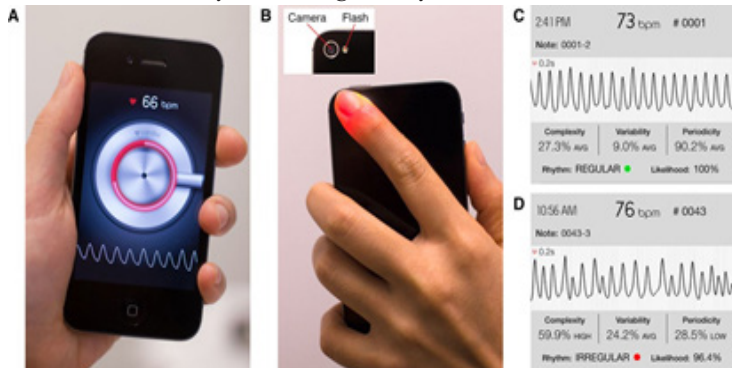 A
66 bpm
B
Camera Flash
C
2:41 PM 73 bpm # 0001
Note: 0001-2
0.2s
Complexity Variability Periodicity
27.3% AVG 9.0% AVG 90.2% AVG
Rhythm: REGULAR Likelihood: 100%
D
10:56 AM 76 bpm # 0043
Note: 0043-3
0.2s
Complexity Variability Periodicity
59.9% HIGH 24.2% AVG 28.5% LOW
Rhythm: IRREGULAR Likelihood: 96.4%